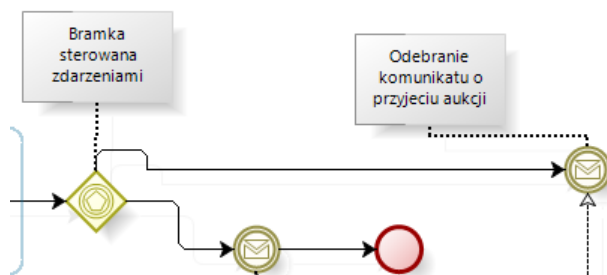 Bramka
sterowana
zdarzeniami
Odebranie
komunikatu o
przyjeciu aukcji